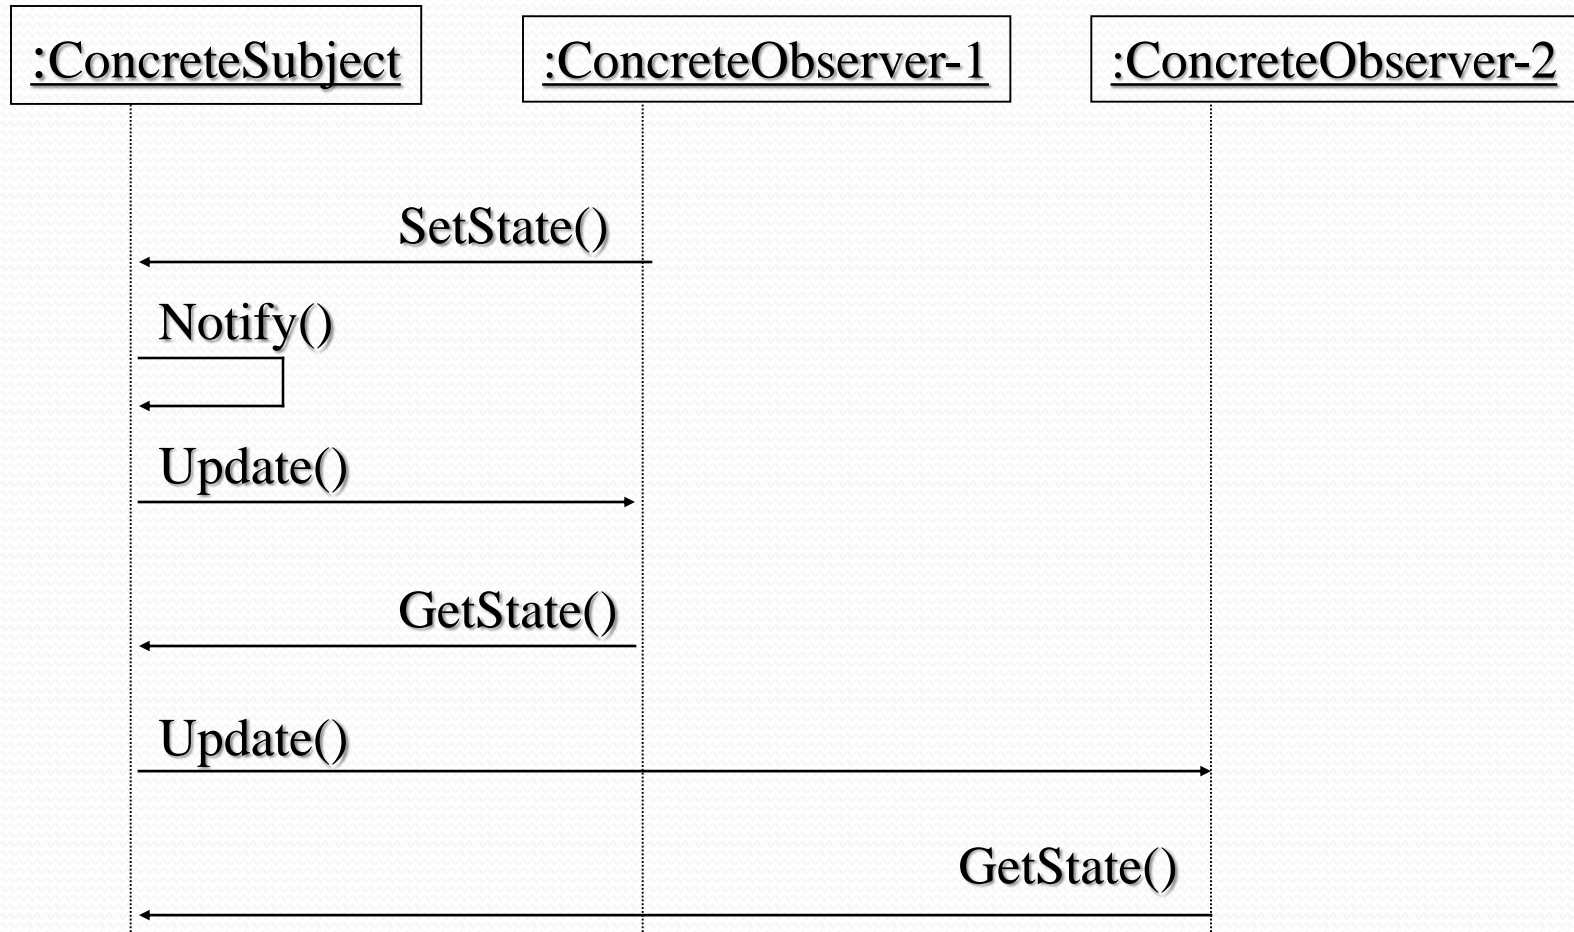 :ConcreteSubject
:ConcreteObserver-1
:ConcreteObserver-2
SetState()
Notify()
Update()
GetState()
Update()
GetState()